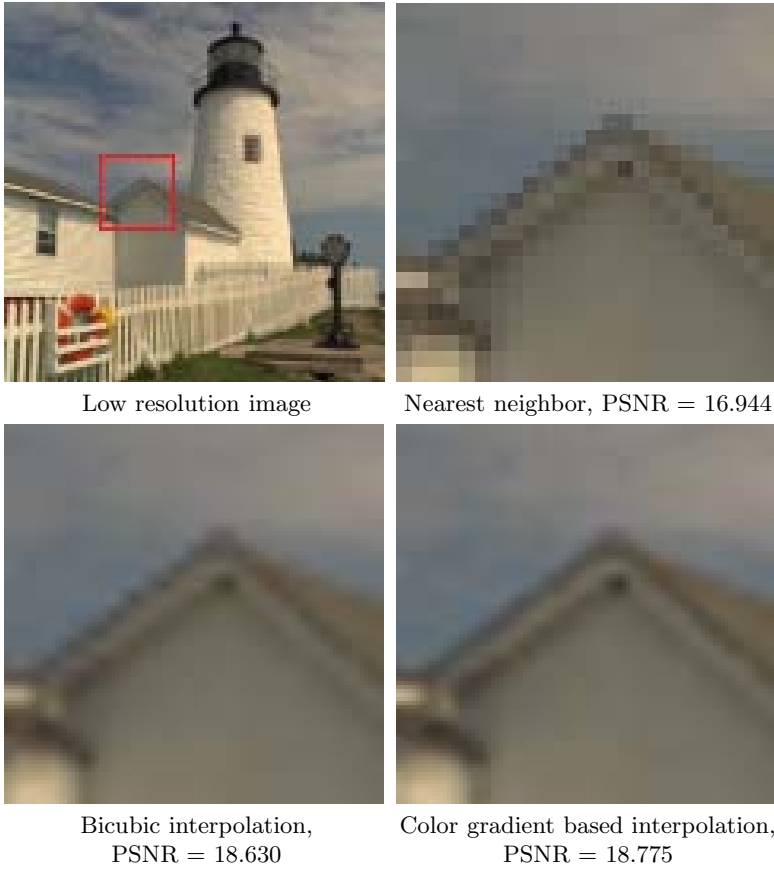 Low resolution image
Nearest neighbor, PSNR = 16.944
Bicubic interpolation,
PSNR = 18.630
Color gradient based interpolation,
PSNR = 18.775